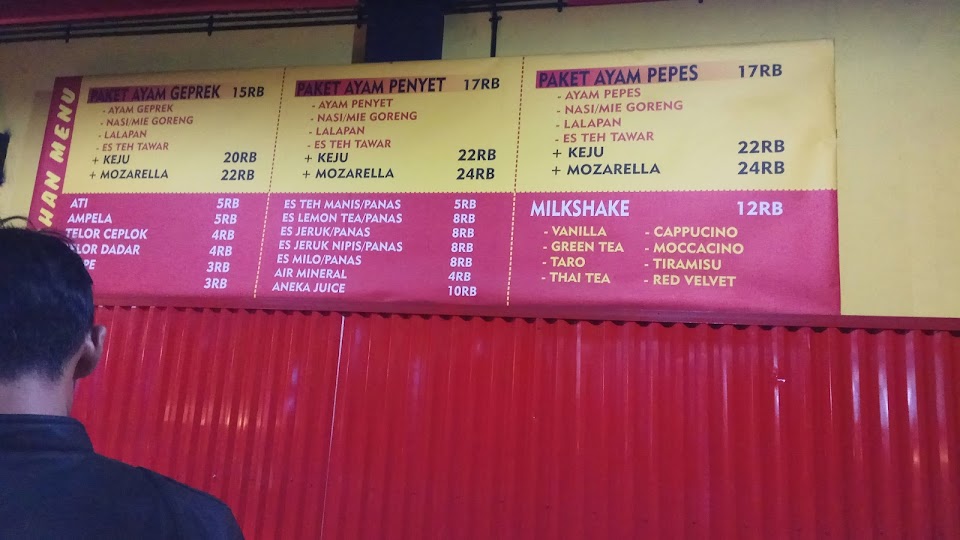 HAN MENU
PAKET AYAM GEPREK 15RB
- AYAM GEPREK
- NASI/MIE GORENG
- LALAPAN
- ES TEH TAWAR
+ KEJU 20RB
+ MOZARELLA 22RB
PAKET AYAM PENYET 17RB
- AYAM PENYET
- NASI/MIE GORENG
- LALAPAN
- ES TEH TAWAR
+ KEJU 22RB
+ MOZARELLA 24RB
PAKET AYAM PEPES 17RB
- AYAM PEPES
- NASI/MIE GORENG
- LALAPAN
- ES TEH TAWAR
+ KEJU 22RB
+ MOZARELLA 24RB
ATI 5RB
AMPELA 5RB
TELOR CEPLOK 4RB
ELOR DADAR 4RB
PE 3RB
3RB
ES TEH MANIS/PANAS 5RB
ES LEMON TEA/PANAS 8RB
ES JERUK/PANAS 8RB
ES JERUK NIPIS/PANAS 8RB
ES MILO/PANAS 8RB
AIR MINERAL 4RB
ANEKA JUICE 10RB
MILKSHAKE 12RB
- VANILLA
- GREEN TEA
- TARO
- THAI TEA
- CAPPUCINO
- MOCCACINO
- TIRAMISU
- RED VELVET